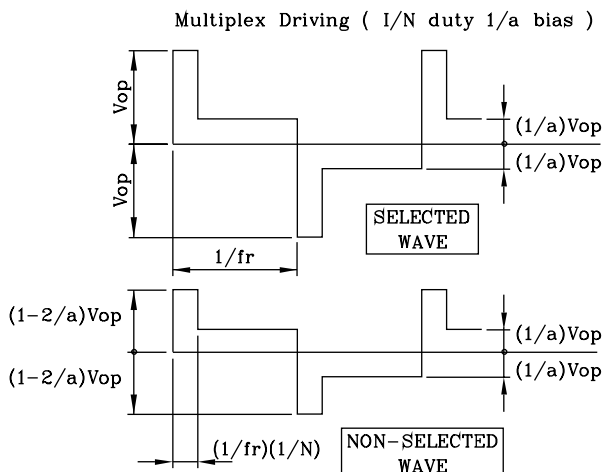 Multiplex Driving ( I/N duty 1/a bias )
Vop
Vop
(1/a)Vop
(1/a)Vop
SELECTED
WAVE
1/fr
(1-2/a)Vop
(1-2/a)Vop
(1/a)Vop
(1/a)Vop
(1/fr)(1/N)
NON-SELECTED
WAVE